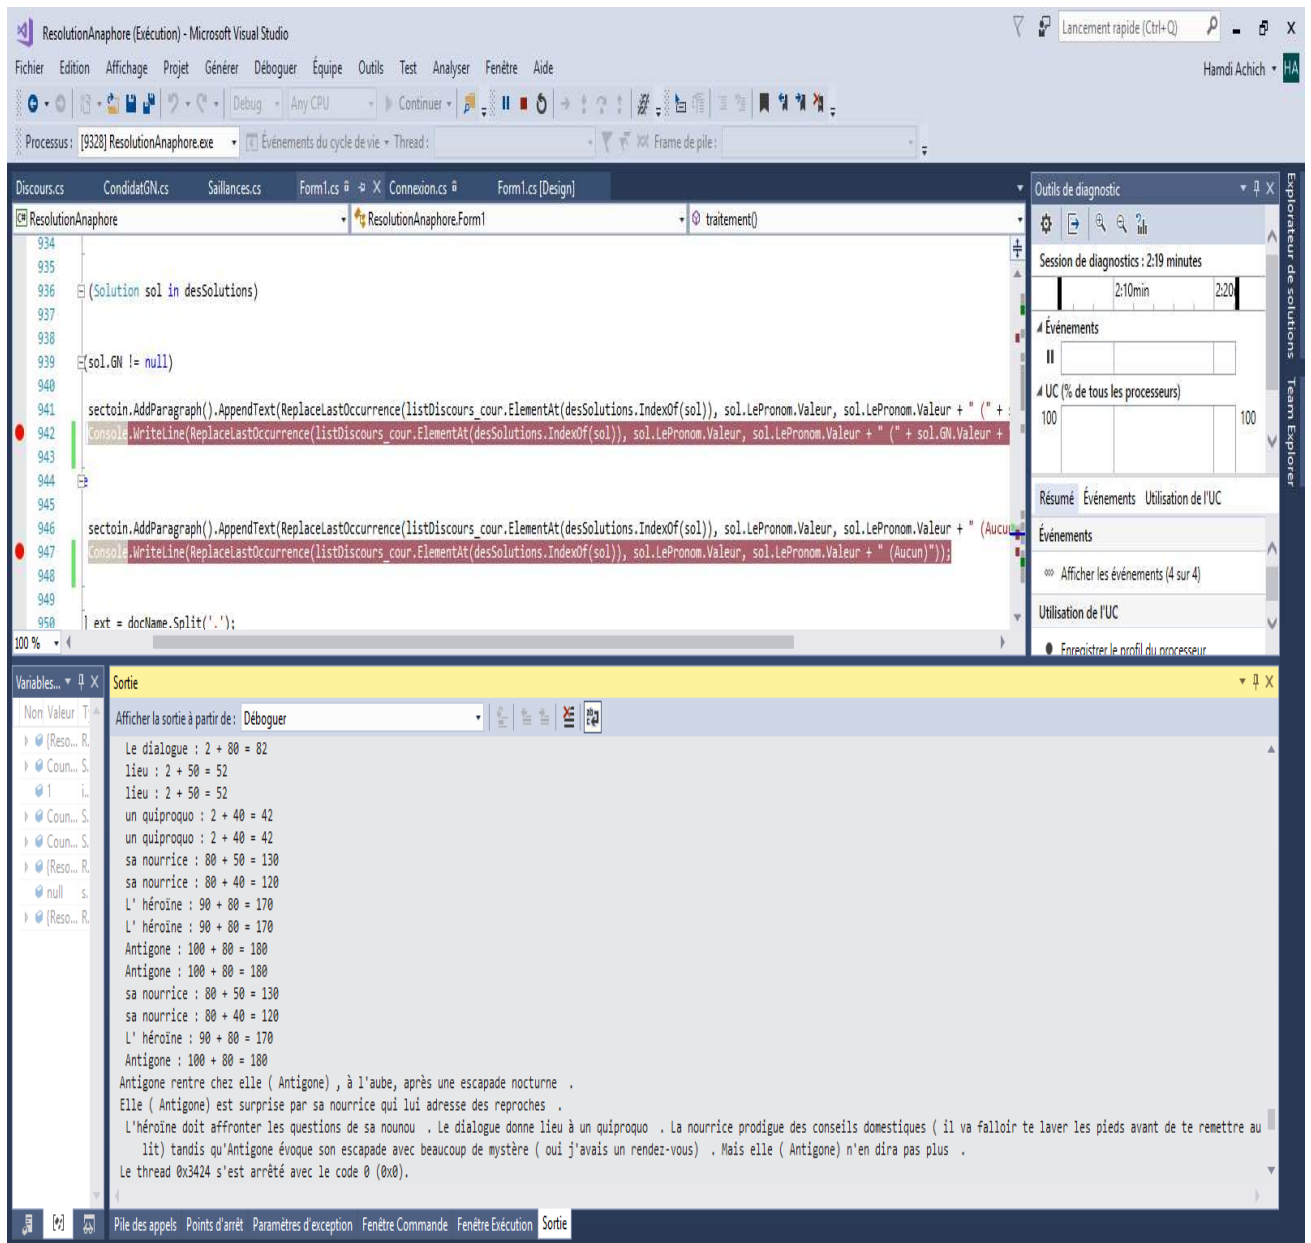 ResolutionAnaphore (Exécution) - Microsoft Visual Studio
Lancement rapide (Ctrl+Q)
Fichier Edition Affichage Projet Générer Déboguer Équipe Outils Test Analyser Fenêtre Aide
Hamdi Achich HA
Debug Any CPU Continuer
Processus : [9328] ResolutionAnaphore.exe Événements du cycle de vie Thread : Frame de pile :
Discours.cs CondidatGN.cs Saillances.cs Form1.cs Connexion.cs Form1.cs [Design]
ResolutionAnaphore ResolutionAnaphore.Form1 traitement()
934
935
936 (Solution sol in desSolutions)
937
938
939 (sol.GN != null)
940
941 sectoin.AddParagraph().AppendText(ReplaceLastOccurrence(listDiscours_cour.ElementAt(desSolutions.IndexOf(sol)), sol.LePronom.Valeur, sol.LePronom.Valeur + " (" +
942 Console.WriteLine(ReplaceLastOccurrence(listDiscours_cour.ElementAt(desSolutions.IndexOf(sol)), sol.LePronom.Valeur, sol.LePronom.Valeur + " (" + sol.GN.Valeur +
943
944 e
945
946 sectoin.AddParagraph().AppendText(ReplaceLastOccurrence(listDiscours_cour.ElementAt(desSolutions.IndexOf(sol)), sol.LePronom.Valeur, sol.LePronom.Valeur + " (Aucu
947 Console.WriteLine(ReplaceLastOccurrence(listDiscours_cour.ElementAt(desSolutions.IndexOf(sol)), sol.LePronom.Valeur, sol.LePronom.Valeur + " (Aucun)"));
948
949
950 ] ext = docName.Split('.');
100 %
Outils de diagnostic
Session de diagnostics : 2:19 minutes
2:10min 2:20
Événements
UC (% de tous les processeurs)
100 100
Résumé Événements Utilisation de l'UC
Événements
Afficher les événements (4 sur 4)
Utilisation de l'UC
Enregistrer le profil du processeur
Explorateur de solutions
Team Explorer
Variables...
Non Valeur T
{Reso... R.
Coun... S.
1 i..
Coun... S.
Coun... S.
{Reso... R.
null s.
{Reso... R.
Sortie
Afficher la sortie à partir de : Déboguer
Le dialogue : 2 + 80 = 82
lieu : 2 + 50 = 52
lieu : 2 + 50 = 52
un quiproquo : 2 + 40 = 42
un quiproquo : 2 + 40 = 42
sa nourrice : 80 + 50 = 130
sa nourrice : 80 + 40 = 120
L' héroïne : 90 + 80 = 170
L' héroïne : 90 + 80 = 170
Antigone : 100 + 80 = 180
Antigone : 100 + 80 = 180
sa nourrice : 80 + 50 = 130
sa nourrice : 80 + 40 = 120
L' héroïne : 90 + 80 = 170
Antigone : 100 + 80 = 180
Antigone rentre chez elle ( Antigone) , à l'aube, après une escapade nocturne .
Elle ( Antigone) est surprise par sa nourrice qui lui adresse des reproches .
L'héroïne doit affronter les questions de sa nounou . Le dialogue donne lieu à un quiproquo . La nourrice prodigue des conseils domestiques ( il va falloir te laver les pieds avant de te remettre au
lit) tandis qu'Antigone évoque son escapade avec beaucoup de mystère ( oui j'avais un rendez-vous) . Mais elle ( Antigone) n'en dira pas plus .
Le thread 0x3424 s'est arrêté avec le code 0 (0x0).
Pile des appels Points d'arrêt Paramètres d'exception Fenêtre Commande Fenêtre Exécution Sortie